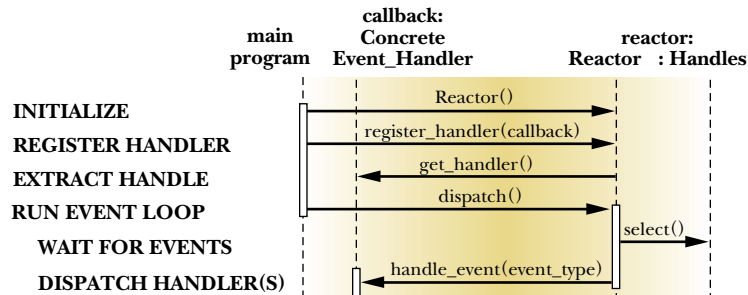 callback:
main Concrete reactor:
program Event_Handler Reactor : Handles
INITIALIZE Reactor()
REGISTER HANDLER register_handler(callback)
EXTRACT HANDLE get_handler()
RUN EVENT LOOP dispatch()
WAIT FOR EVENTS select()
DISPATCH HANDLER(S) handle_event(event_type)